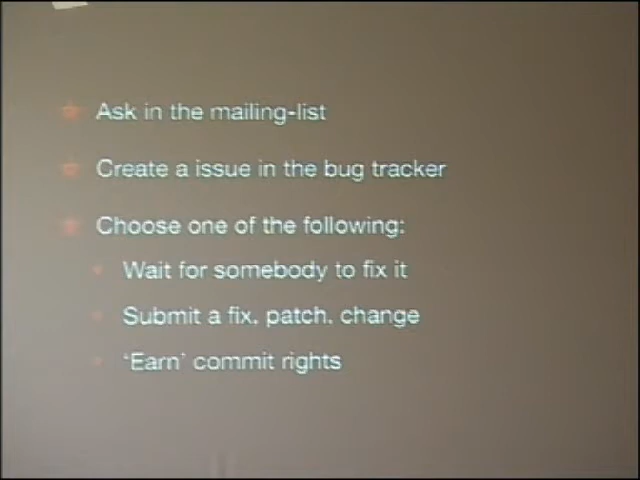 Ask in the mailing-list
Create a issue in the bug tracker
Choose one of the following:
Wait for somebody to fix it
Submit a fix, patch, change
'Earn' commit rights